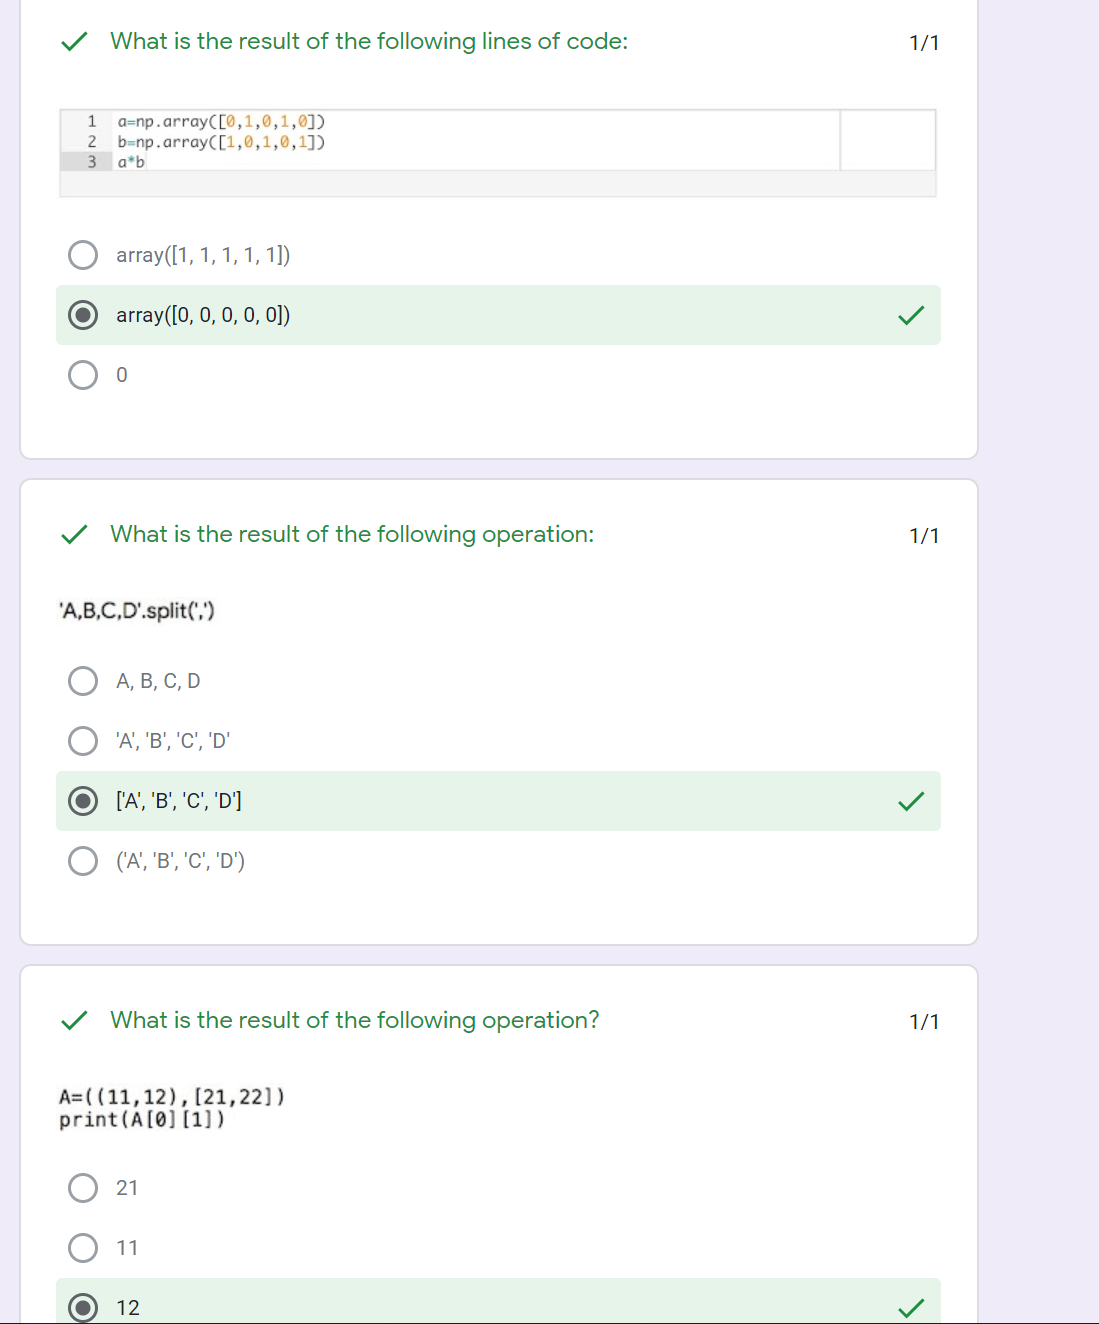 What is the result of the following lines of code:
1/1
1 a=np.array([0,1,0,1,0])
2 b=np.array([1,0,1,0,1])
3 a*b
array([1, 1, 1, 1, 1])
array([0, 0, 0, 0, 0])
0
What is the result of the following operation:
1/1
'A,B,C,D'.split(',')
A, B, C, D
'A', 'B', 'C', 'D'
['A', 'B', 'C', 'D']
('A', 'B', 'C', 'D')
What is the result of the following operation?
1/1
A=((11,12),[21,22])
print(A[0][1])
21
11
12